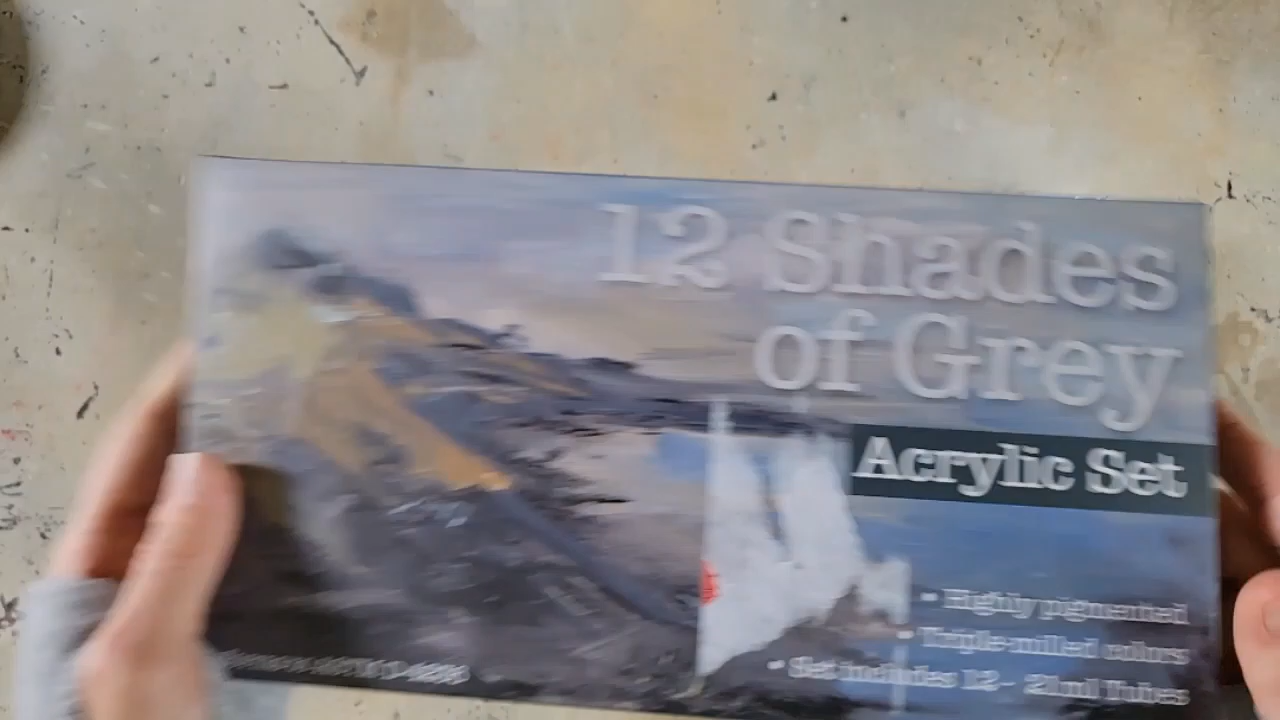 12 Shades
of Grey
Acrylic Set
• Highly pigmented
• Triple-milled colors
• Set includes 12 - 21ml Tubes